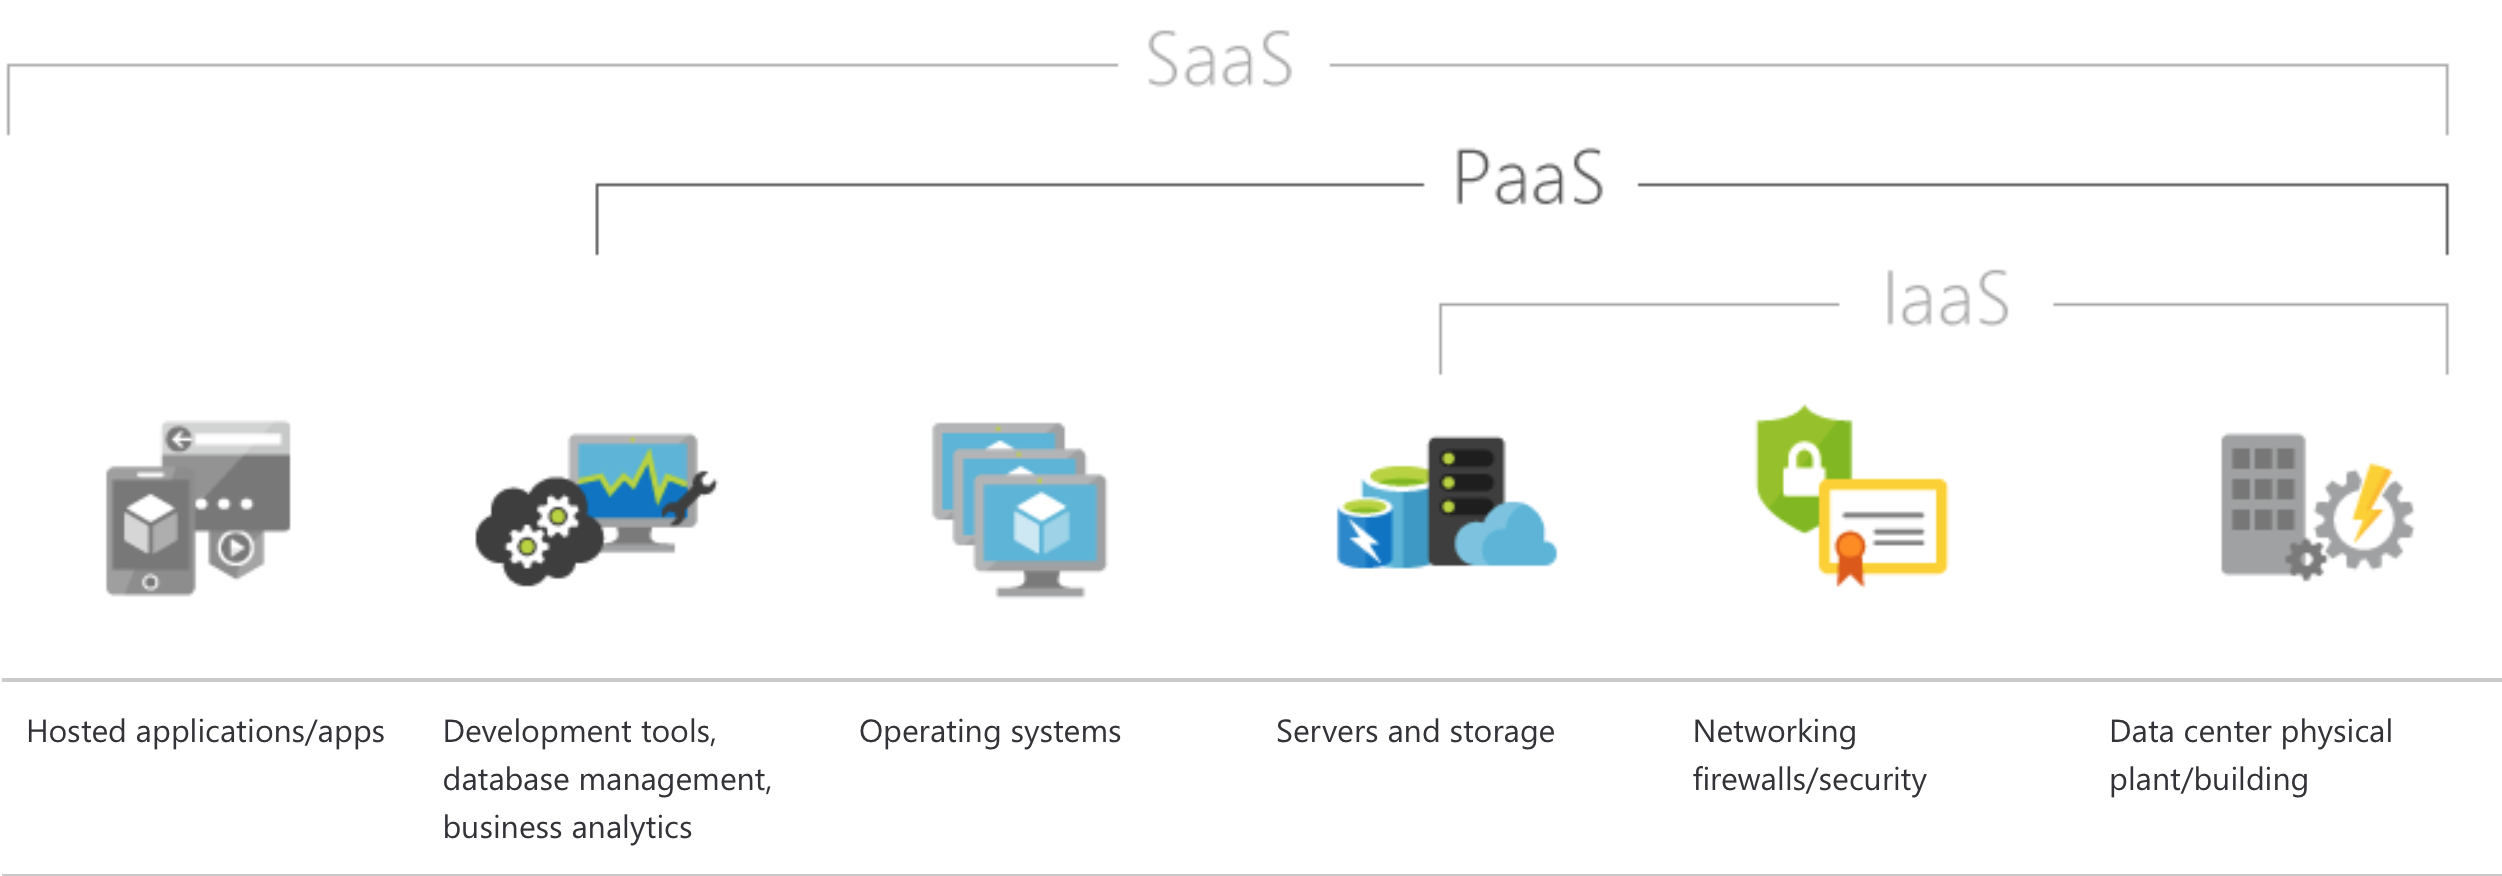 SaaS
PaaS
IaaS
Hosted applications/apps
Development tools,
database management,
business analytics
Operating systems
Servers and storage
Networking
firewalls/security
Data center physical
plant/building